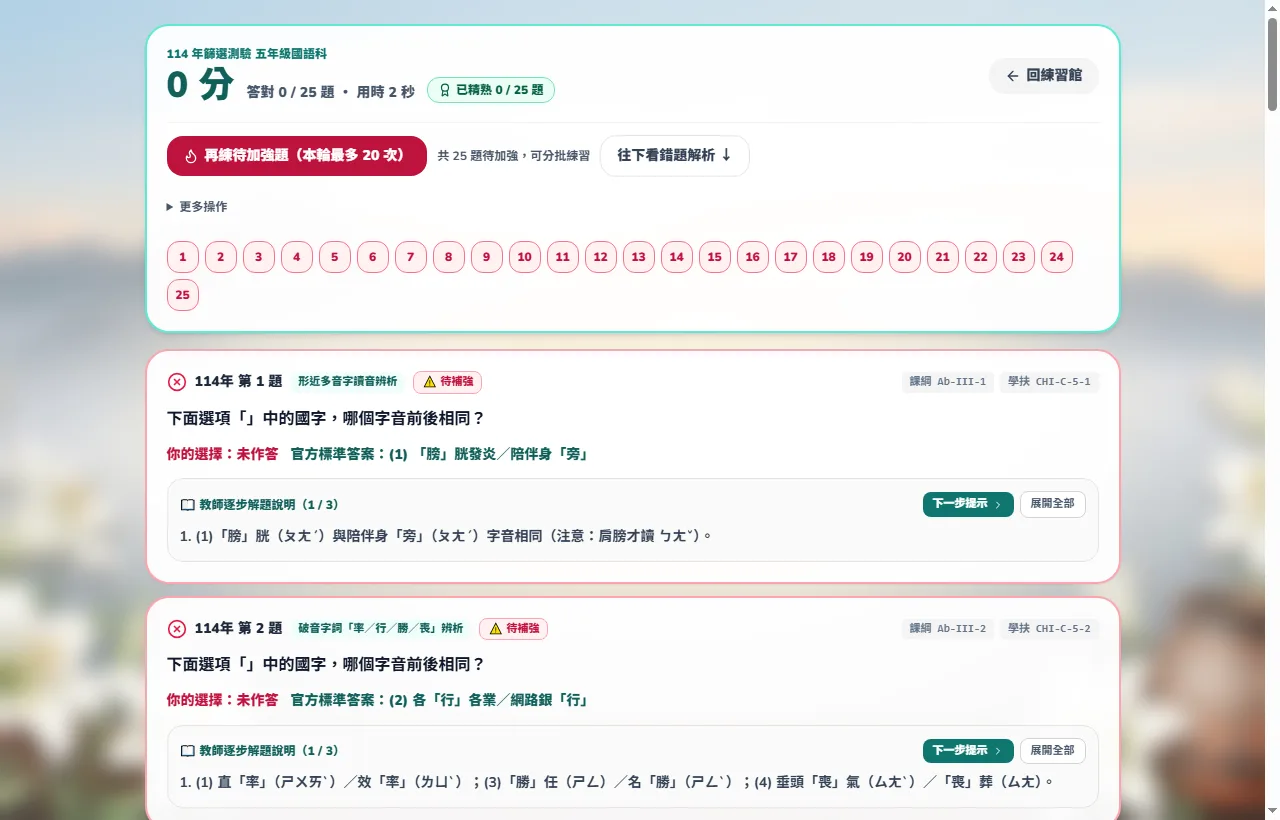 114 年篩選測驗 五年級國語科
0 分 答對 0 / 25 題 • 用時 2 秒 已精熟 0 / 25 題
← 回練習館
再練待加強題（本輪最多 20 次） 共 25 題待加強，可分批練習 往下看錯題解析 ↓
▶ 更多操作
1 2 3 4 5 6 7 8 9 10 11 12 13 14 15 16 17 18 19 20 21 22 23 24
25
114年 第 1 題 形近多音字讀音辨析 待補強 課綱 Ab-III-1 學扶 CHI-C-5-1
下面選項「」中的國字，哪個字音前後相同？
你的選擇：未作答 官方標準答案：(1) 「膀」胱發炎／陪伴身「旁」
教師逐步解題說明（1 / 3） 下一步提示 › 展開全部
1. (1)「膀」胱（ㄆㄤˊ）與陪伴身「旁」（ㄆㄤˊ）字音相同（注意：肩膀才讀 ㄅㄤˇ）。
114年 第 2 題 破音字詞「率／行／勝／喪」辨析 待補強 課綱 Ab-III-2 學扶 CHI-C-5-2
下面選項「」中的國字，哪個字音前後相同？
你的選擇：未作答 官方標準答案：(2) 各「行」各業／網路銀「行」
教師逐步解題說明（1 / 3） 下一步提示 › 展開全部
1. (1) 直「率」（ㄕㄨㄞˋ）／效「率」（ㄌㄩˋ）；(3)「勝」任（ㄕㄥ）／名「勝」（ㄕㄥˋ）；(4) 垂頭「喪」氣（ㄙㄤˋ）／「喪」葬（ㄙㄤ）。